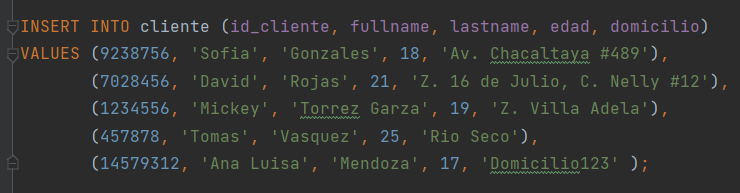 INSERT INTO cliente (id_cliente, fullname, lastname, edad, domicilio)
VALUES (9238756, 'Sofia', 'Gonzales', 18, 'Av. Chacaltaya #489'),
(7028456, 'David', 'Rojas', 21, 'Z. 16 de Julio, C. Nelly #12'),
(1234556, 'Mickey', 'Torrez Garza', 19, 'Z. Villa Adela'),
(457878, 'Tomas', 'Vasquez', 25, 'Rio Seco'),
(14579312, 'Ana Luisa', 'Mendoza', 17, 'Domicilio123' );